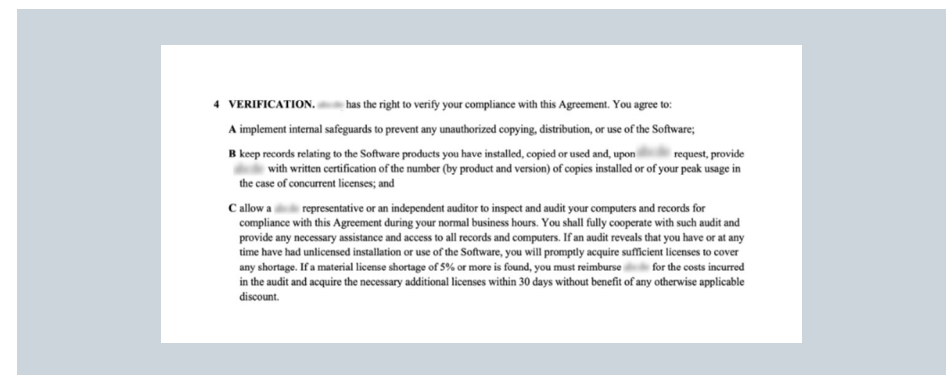 4 VERIFICATION. has the right to verify your compliance with this Agreement. You agree to:
A implement internal safeguards to prevent any unauthorized copying, distribution, or use of the Software;
B keep records relating to the Software products you have installed, copied or used and, upon request, provide
with written certification of the number (by product and version) of copies installed or of your peak usage in
the case of concurrent licenses; and
C allow a representative or an independent auditor to inspect and audit your computers and records for
compliance with this Agreement during your normal business hours. You shall fully cooperate with such audit and
provide any necessary assistance and access to all records and computers. If an audit reveals that you have or at any
time have had unlicensed installation or use of the Software, you will promptly acquire sufficient licenses to cover
any shortage. If a material license shortage of 5% or more is found, you must reimburse for the costs incurred
in the audit and acquire the necessary additional licenses within 30 days without benefit of any otherwise applicable
discount.